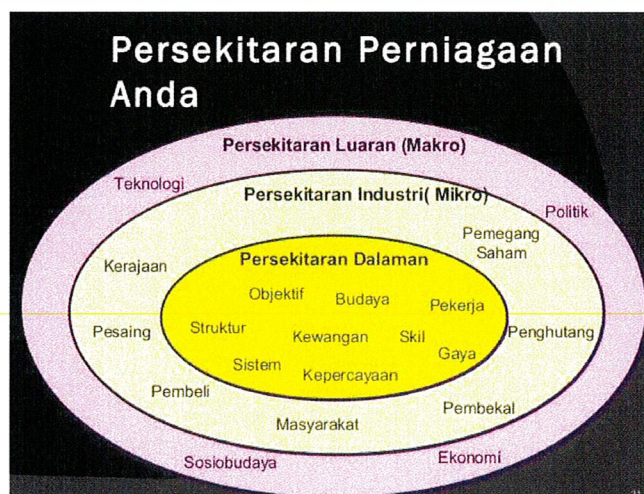 Persekitaran Perniagaan
Anda
Persekitaran Luaran (Makro)
Teknologi
Persekitaran Industri( Mikro)
Politik
Pemegang
Saham
Kerajaan
Persekitaran Dalaman
Objektif
Budaya
Pekerja
Pesaing
Struktur
Kewangan
Skil
Penghutang
Sistem
Gaya
Kepercayaan
Pembeli
Masyarakat
Pembekal
Sosiobudaya
Ekonomi